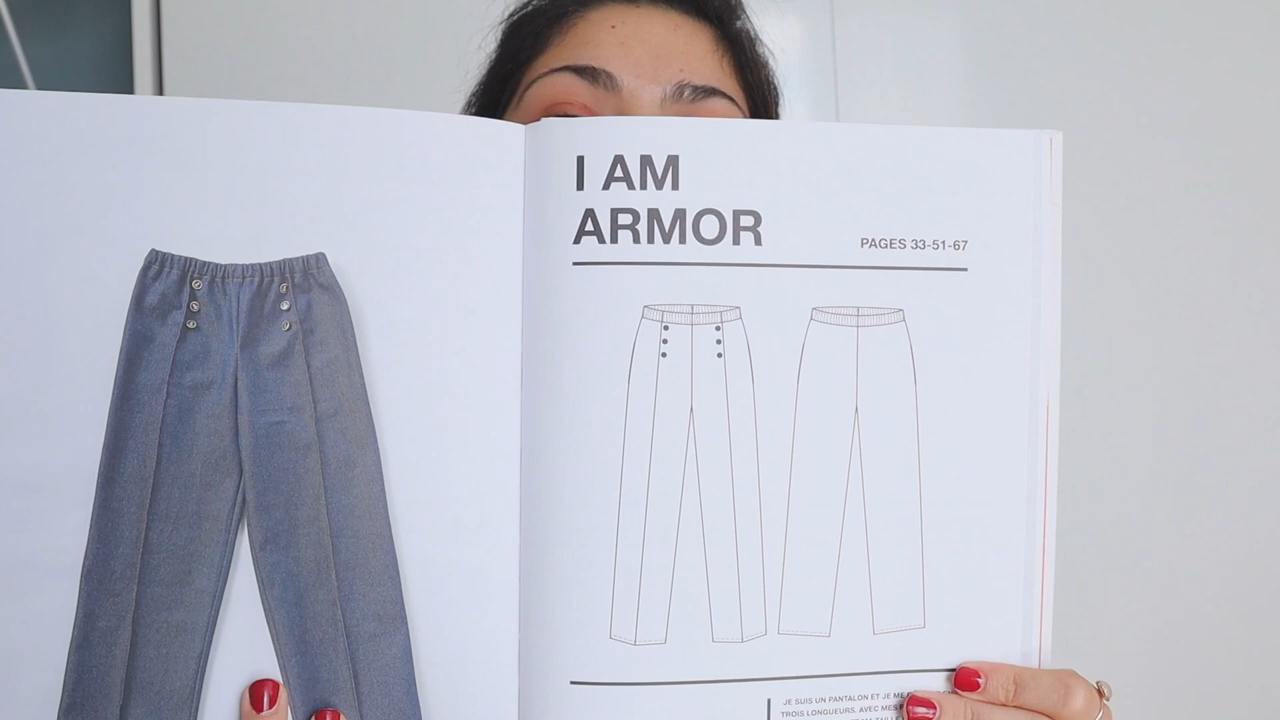 I AM
ARMOR
PAGES 33-51-67
JE SUIS UN PANTALON ET JE ME
TROIS LONGUEURS. AVEC MES